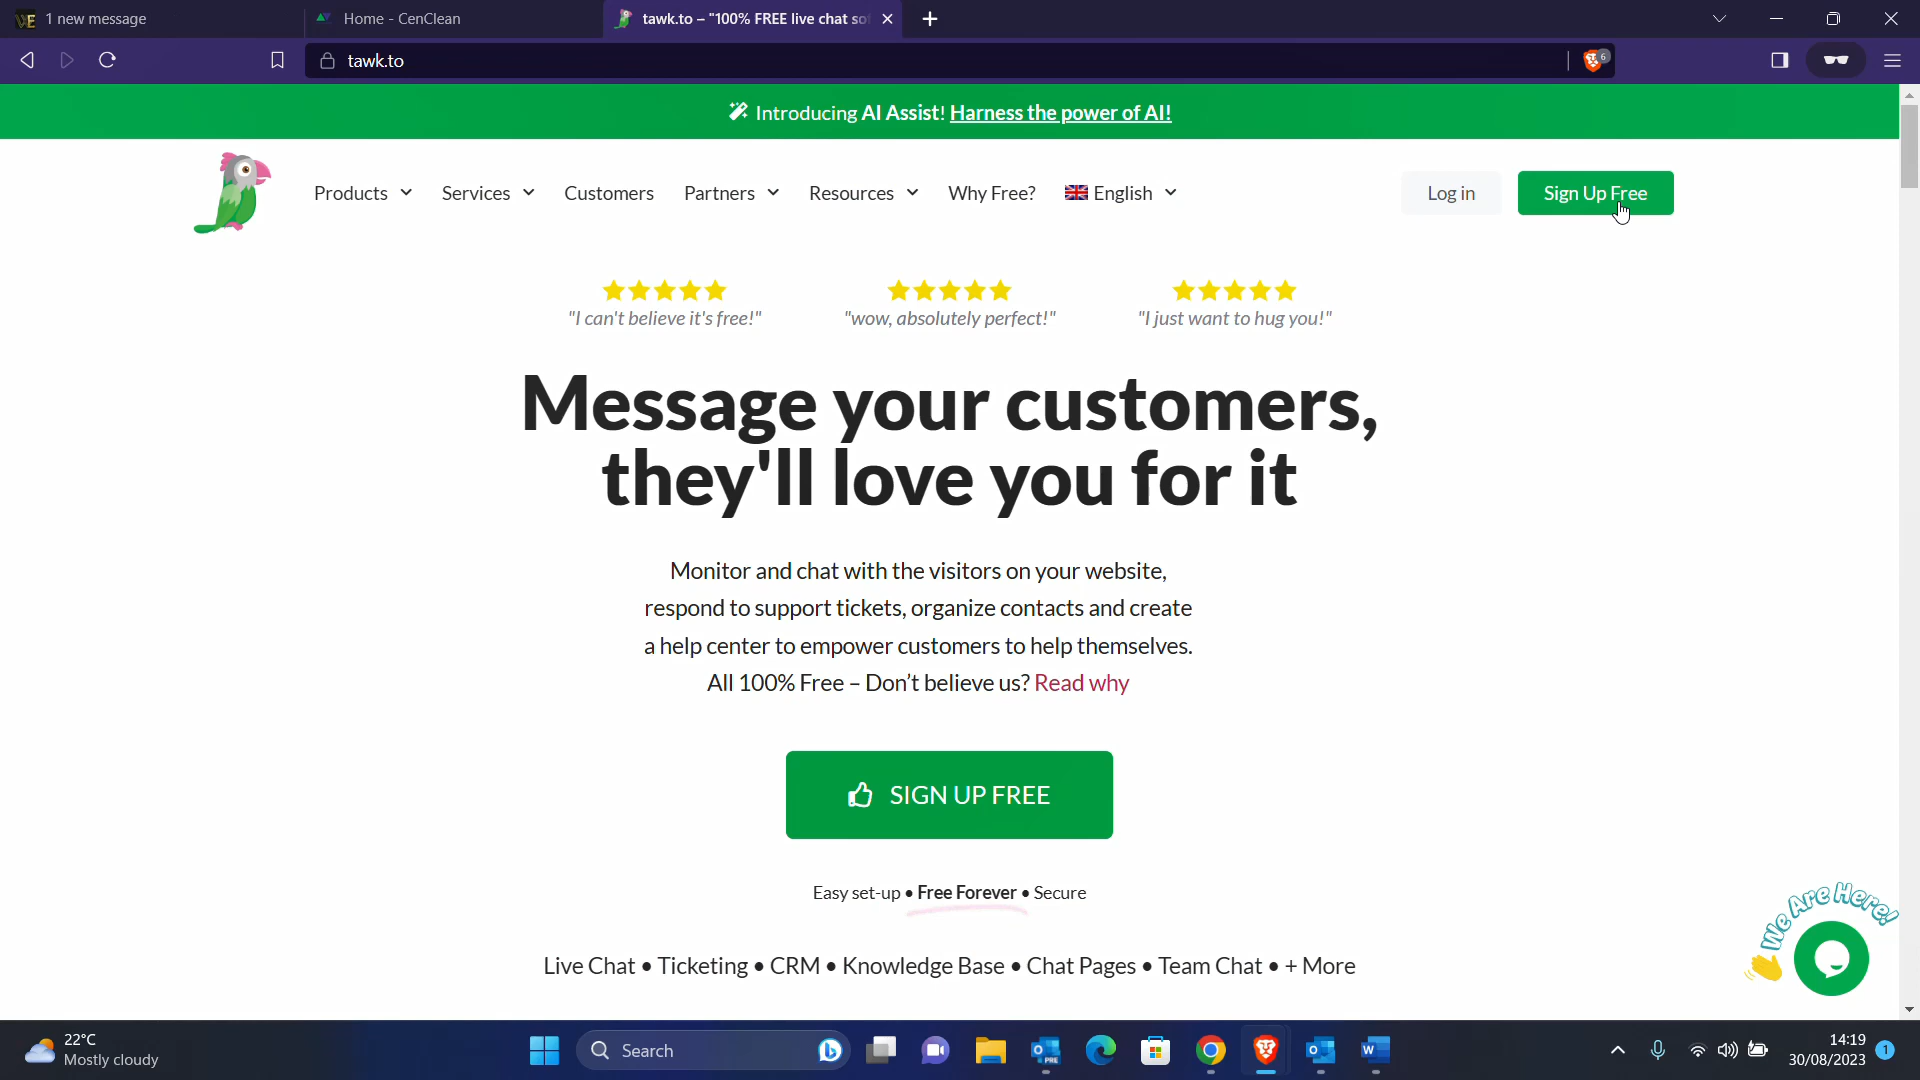 1 new message
Home - CenClean
tawk.to – "100% FREE live chat so
tawk.to
6
Introducing AI Assist! Harness the power of AI!
Products
Services
Customers
Partners
Resources
Why Free?
English
Log in
Sign Up Free
"I can't believe it's free!"
"wow, absolutely perfect!"
"I just want to hug you!"
Message your customers,
they'll love you for it
Monitor and chat with the visitors on your website,
respond to support tickets, organize contacts and create
a help center to empower customers to help themselves.
All 100% Free – Don't believe us? Read why
SIGN UP FREE
Easy set-up • Free Forever • Secure
Live Chat • Ticketing • CRM • Knowledge Base • Chat Pages • Team Chat • + More
We Are Here!
22°C
Mostly cloudy
Search
14:19
30/08/2023
1